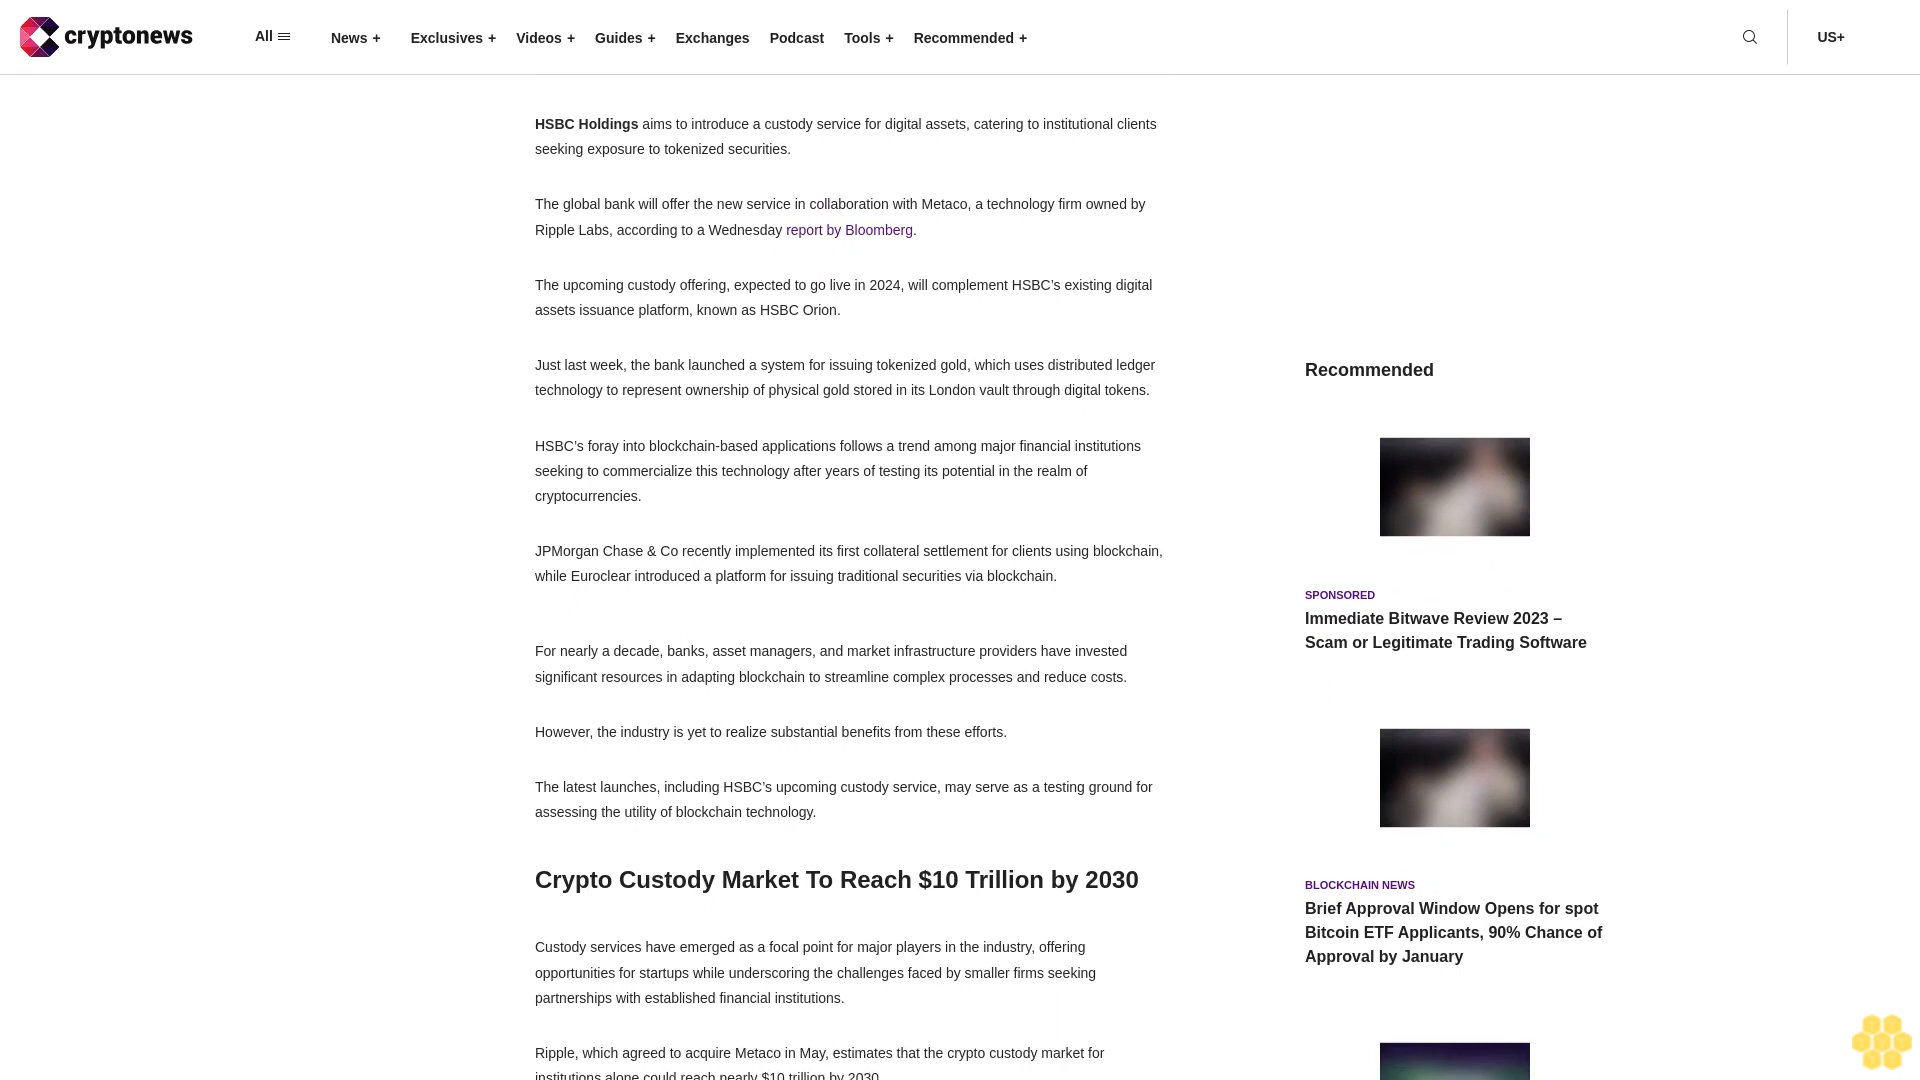 cryptonews
All
News +
Exclusives +
Videos +
Guides +
Exchanges
Podcast
Tools +
Recommended +
US+
HSBC Holdings aims to introduce a custody service for digital assets, catering to institutional clients
seeking exposure to tokenized securities.
The global bank will offer the new service in collaboration with Metaco, a technology firm owned by
Ripple Labs, according to a Wednesday report by Bloomberg.
The upcoming custody offering, expected to go live in 2024, will complement HSBC’s existing digital
assets issuance platform, known as HSBC Orion.
Just last week, the bank launched a system for issuing tokenized gold, which uses distributed ledger
technology to represent ownership of physical gold stored in its London vault through digital tokens.
HSBC’s foray into blockchain-based applications follows a trend among major financial institutions
seeking to commercialize this technology after years of testing its potential in the realm of
cryptocurrencies.
JPMorgan Chase & Co recently implemented its first collateral settlement for clients using blockchain,
while Euroclear introduced a platform for issuing traditional securities via blockchain.
For nearly a decade, banks, asset managers, and market infrastructure providers have invested
significant resources in adapting blockchain to streamline complex processes and reduce costs.
However, the industry is yet to realize substantial benefits from these efforts.
The latest launches, including HSBC’s upcoming custody service, may serve as a testing ground for
assessing the utility of blockchain technology.
Crypto Custody Market To Reach $10 Trillion by 2030
Custody services have emerged as a focal point for major players in the industry, offering
opportunities for startups while underscoring the challenges faced by smaller firms seeking
partnerships with established financial institutions.
Ripple, which agreed to acquire Metaco in May, estimates that the crypto custody market for
institutions alone could reach nearly $10 trillion by 2030.
Recommended
SPONSORED
Immediate Bitwave Review 2023 –
Scam or Legitimate Trading Software
BLOCKCHAIN NEWS
Brief Approval Window Opens for spot
Bitcoin ETF Applicants, 90% Chance of
Approval by January